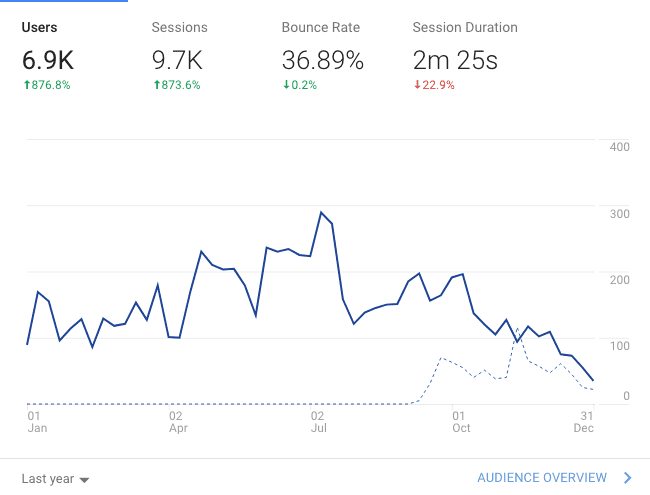 Users Sessions Bounce Rate Session Duration
6.9K 9.7K 36.89% 2m 25s
↑876.8% ↑873.6% ↓0.2% ↓22.9%
400
300
200
100
0
01 02 02 01 31
Jan Apr Jul Oct Dec
Last year AUDIENCE OVERVIEW